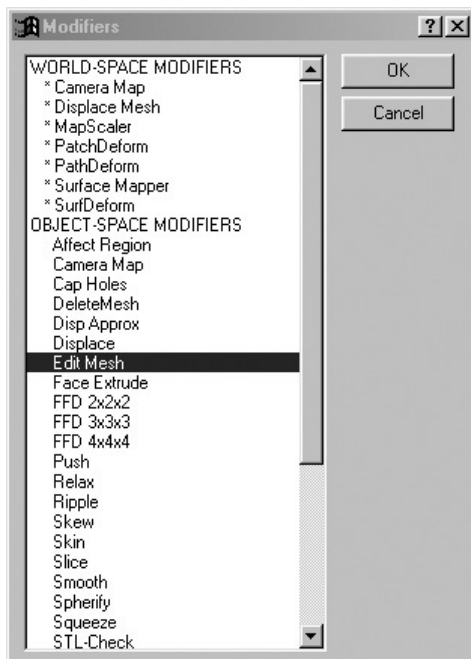 Modifiers
WORLD-SPACE MODIFIERS
* Camera Map
* Displace Mesh
* MapScaler
* PatchDeform
* PathDeform
* Surface Mapper
* SurfDeform
OBJECT-SPACE MODIFIERS
Affect Region
Camera Map
Cap Holes
DeleteMesh
Disp Approx
Displace
Edit Mesh
Face Extrude
FFD 2x2x2
FFD 3x3x3
FFD 4x4x4
Push
Relax
Ripple
Skew
Skin
Slice
Smooth
Spherify
Squeeze
STL-Check
OK
Cancel